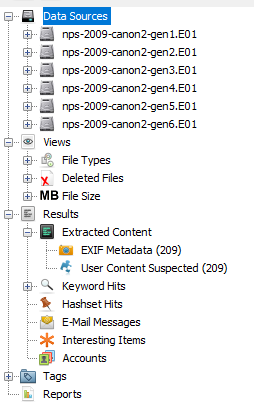 Data Sources
nps-2009-canon2-gen1.E01
nps-2009-canon2-gen2.E01
nps-2009-canon2-gen3.E01
nps-2009-canon2-gen4.E01
nps-2009-canon2-gen5.E01
nps-2009-canon2-gen6.E01
Views
File Types
Deleted Files
MB File Size
Results
Extracted Content
EXIF Metadata (209)
User Content Suspected (209)
Keyword Hits
Hashset Hits
E-Mail Messages
Interesting Items
Accounts
Tags
Reports